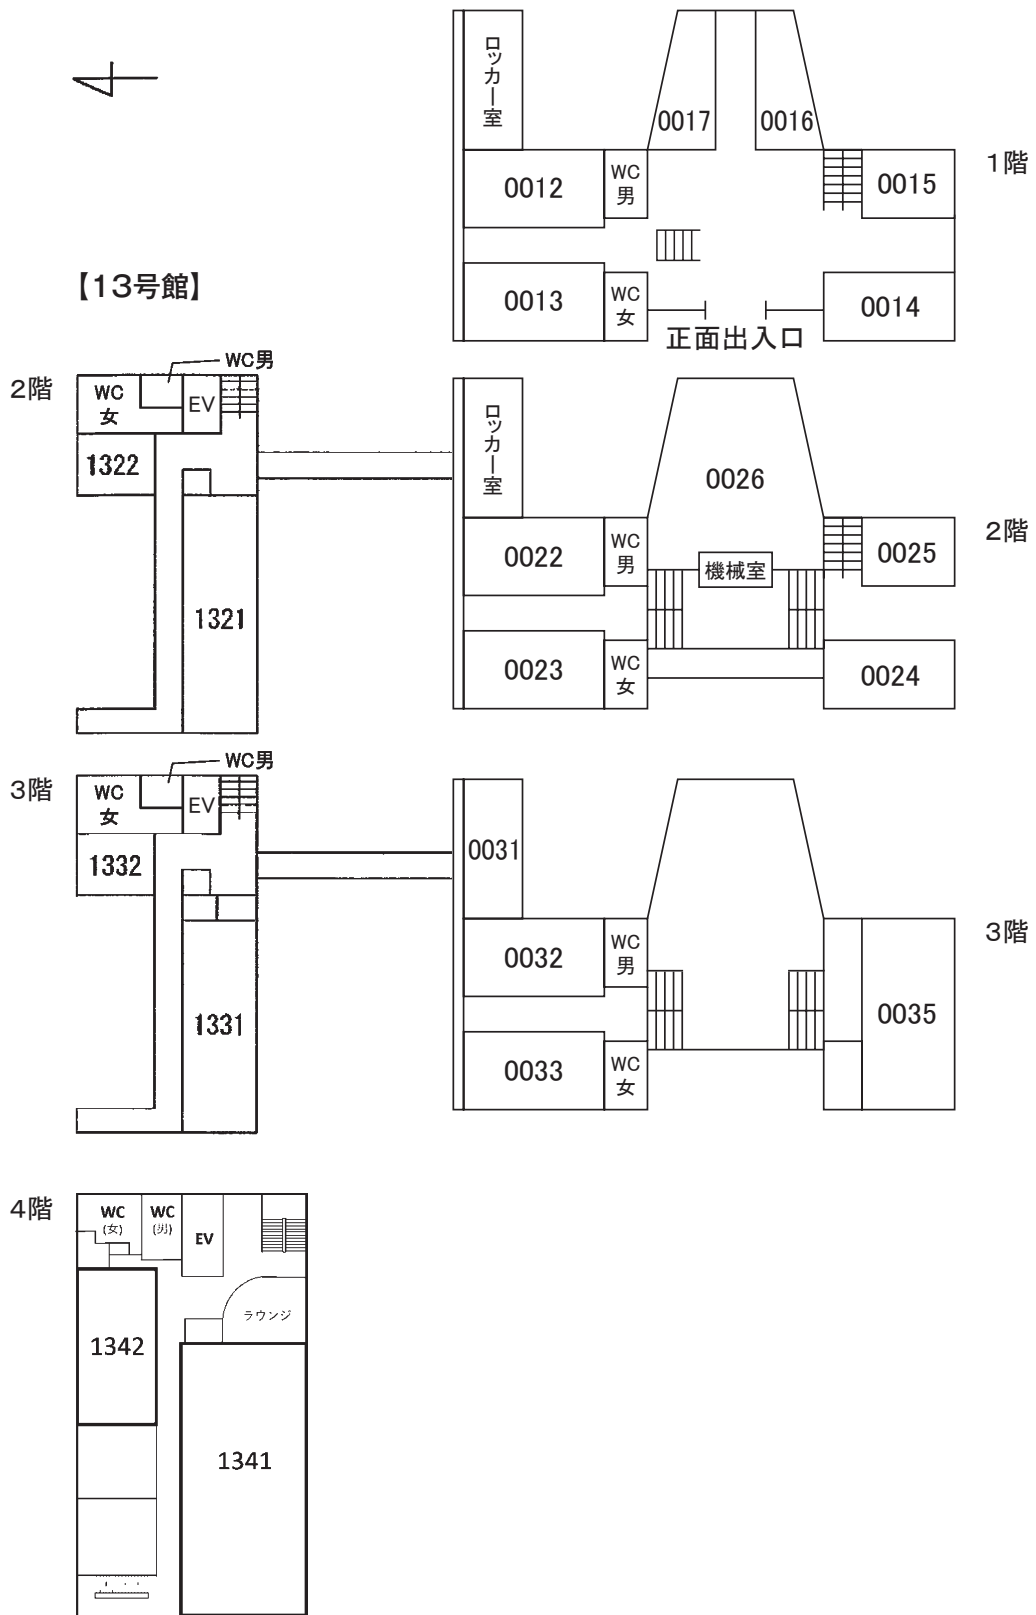 ロッカー室
0017
0016
1階
0012
WC
男
0015
【13号館】
0013
WC
女
0014
正面出入口
2階
WC男
WC
女
EV
1322
1321
ロッカー室
0026
2階
0022
WC
男
機械室
0025
0023
WC
女
0024
3階
WC男
WC
女
EV
1332
1331
0031
3階
0032
WC
男
0035
0033
WC
女
4階
WC
(女)
WC
(男)
EV
ラウンジ
1342
1341